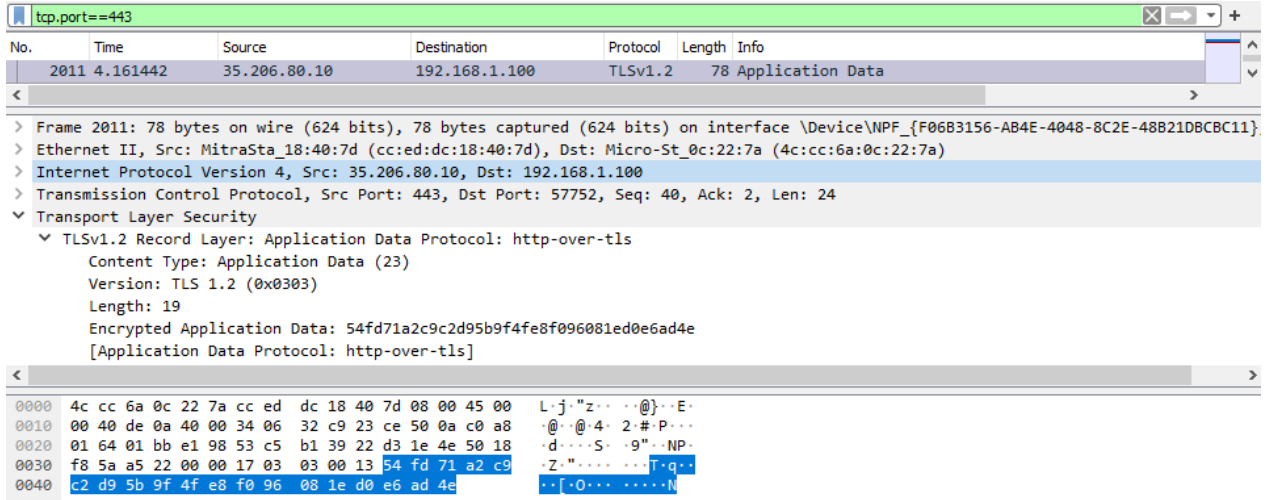 tcp.port==443
No. Time Source Destination Protocol Length Info
2011 4.161442 35.206.80.10 192.168.1.100 TLSv1.2 78 Application Data
Frame 2011: 78 bytes on wire (624 bits), 78 bytes captured (624 bits) on interface \Device\NPF_{F06B3156-AB4E-4048-8C2E-48B21DBCBC11},
Ethernet II, Src: MitraSta_18:40:7d (cc:ed:dc:18:40:7d), Dst: Micro-St_0c:22:7a (4c:cc:6a:0c:22:7a)
Internet Protocol Version 4, Src: 35.206.80.10, Dst: 192.168.1.100
Transmission Control Protocol, Src Port: 443, Dst Port: 57752, Seq: 40, Ack: 2, Len: 24
Transport Layer Security
TLSv1.2 Record Layer: Application Data Protocol: http-over-tls
Content Type: Application Data (23)
Version: TLS 1.2 (0x0303)
Length: 19
Encrypted Application Data: 54fd71a2c9c2d95b9f4fe8f096081ed0e6ad4e
[Application Data Protocol: http-over-tls]
0000 4c cc 6a 0c 22 7a cc ed dc 18 40 7d 08 00 45 00 L·j·"z·· ··@}··E·
0010 00 40 de 0a 40 00 34 06 32 c9 23 ce 50 0a c0 a8 ·@··@·4· 2·#·P···
0020 01 64 01 bb e1 98 53 c5 b1 39 22 d3 1e 4e 50 18 ·d····S· ·9"··NP·
0030 f8 5a a5 22 00 00 17 03 03 00 13 54 fd 71 a2 c9 ·Z·"···· ···T·q··
0040 c2 d9 5b 9f 4f e8 f0 96 08 1e d0 e6 ad 4e ··[·O··· ·····N